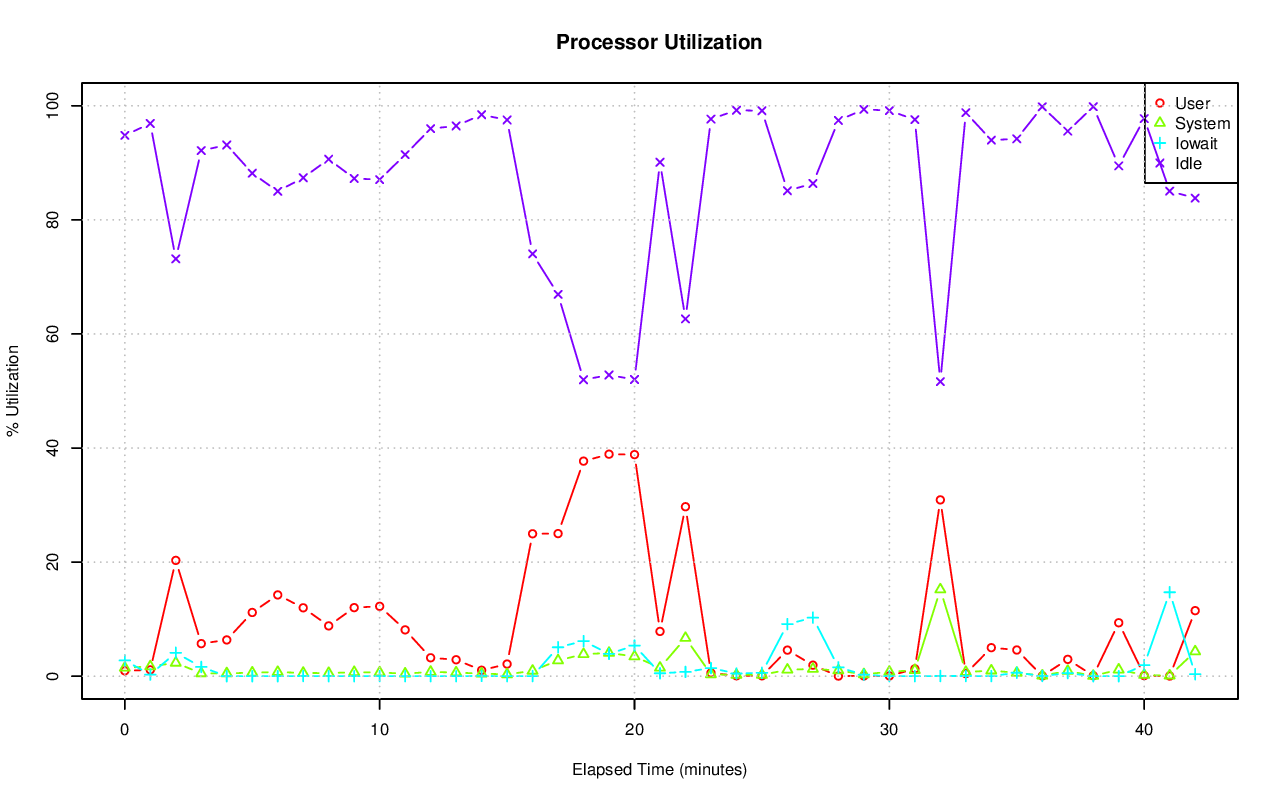 Processor Utilization
% Utilization
100
80
60
40
20
0
User
System
Iowait
Idle
0 10 20 30 40
Elapsed Time (minutes)